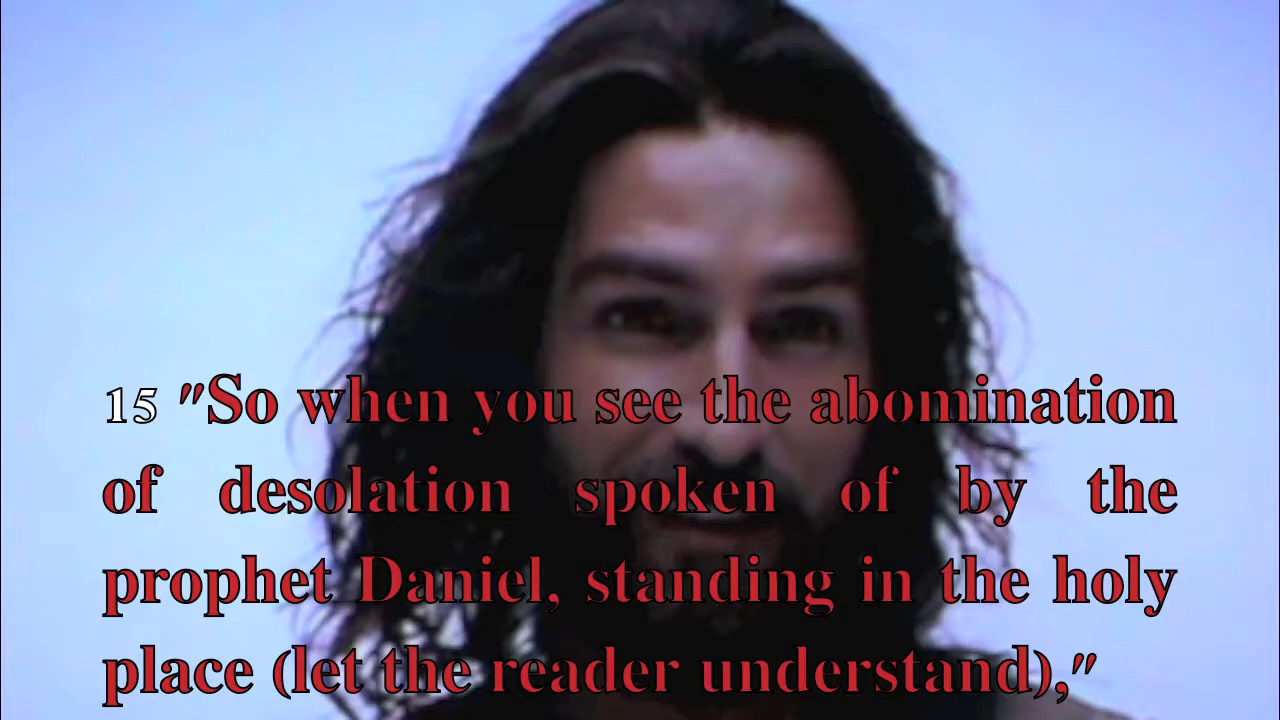 15 "So when you see the abomination
of desolation spoken of by the
prophet Daniel, standing in the holy
place (let the reader understand),"